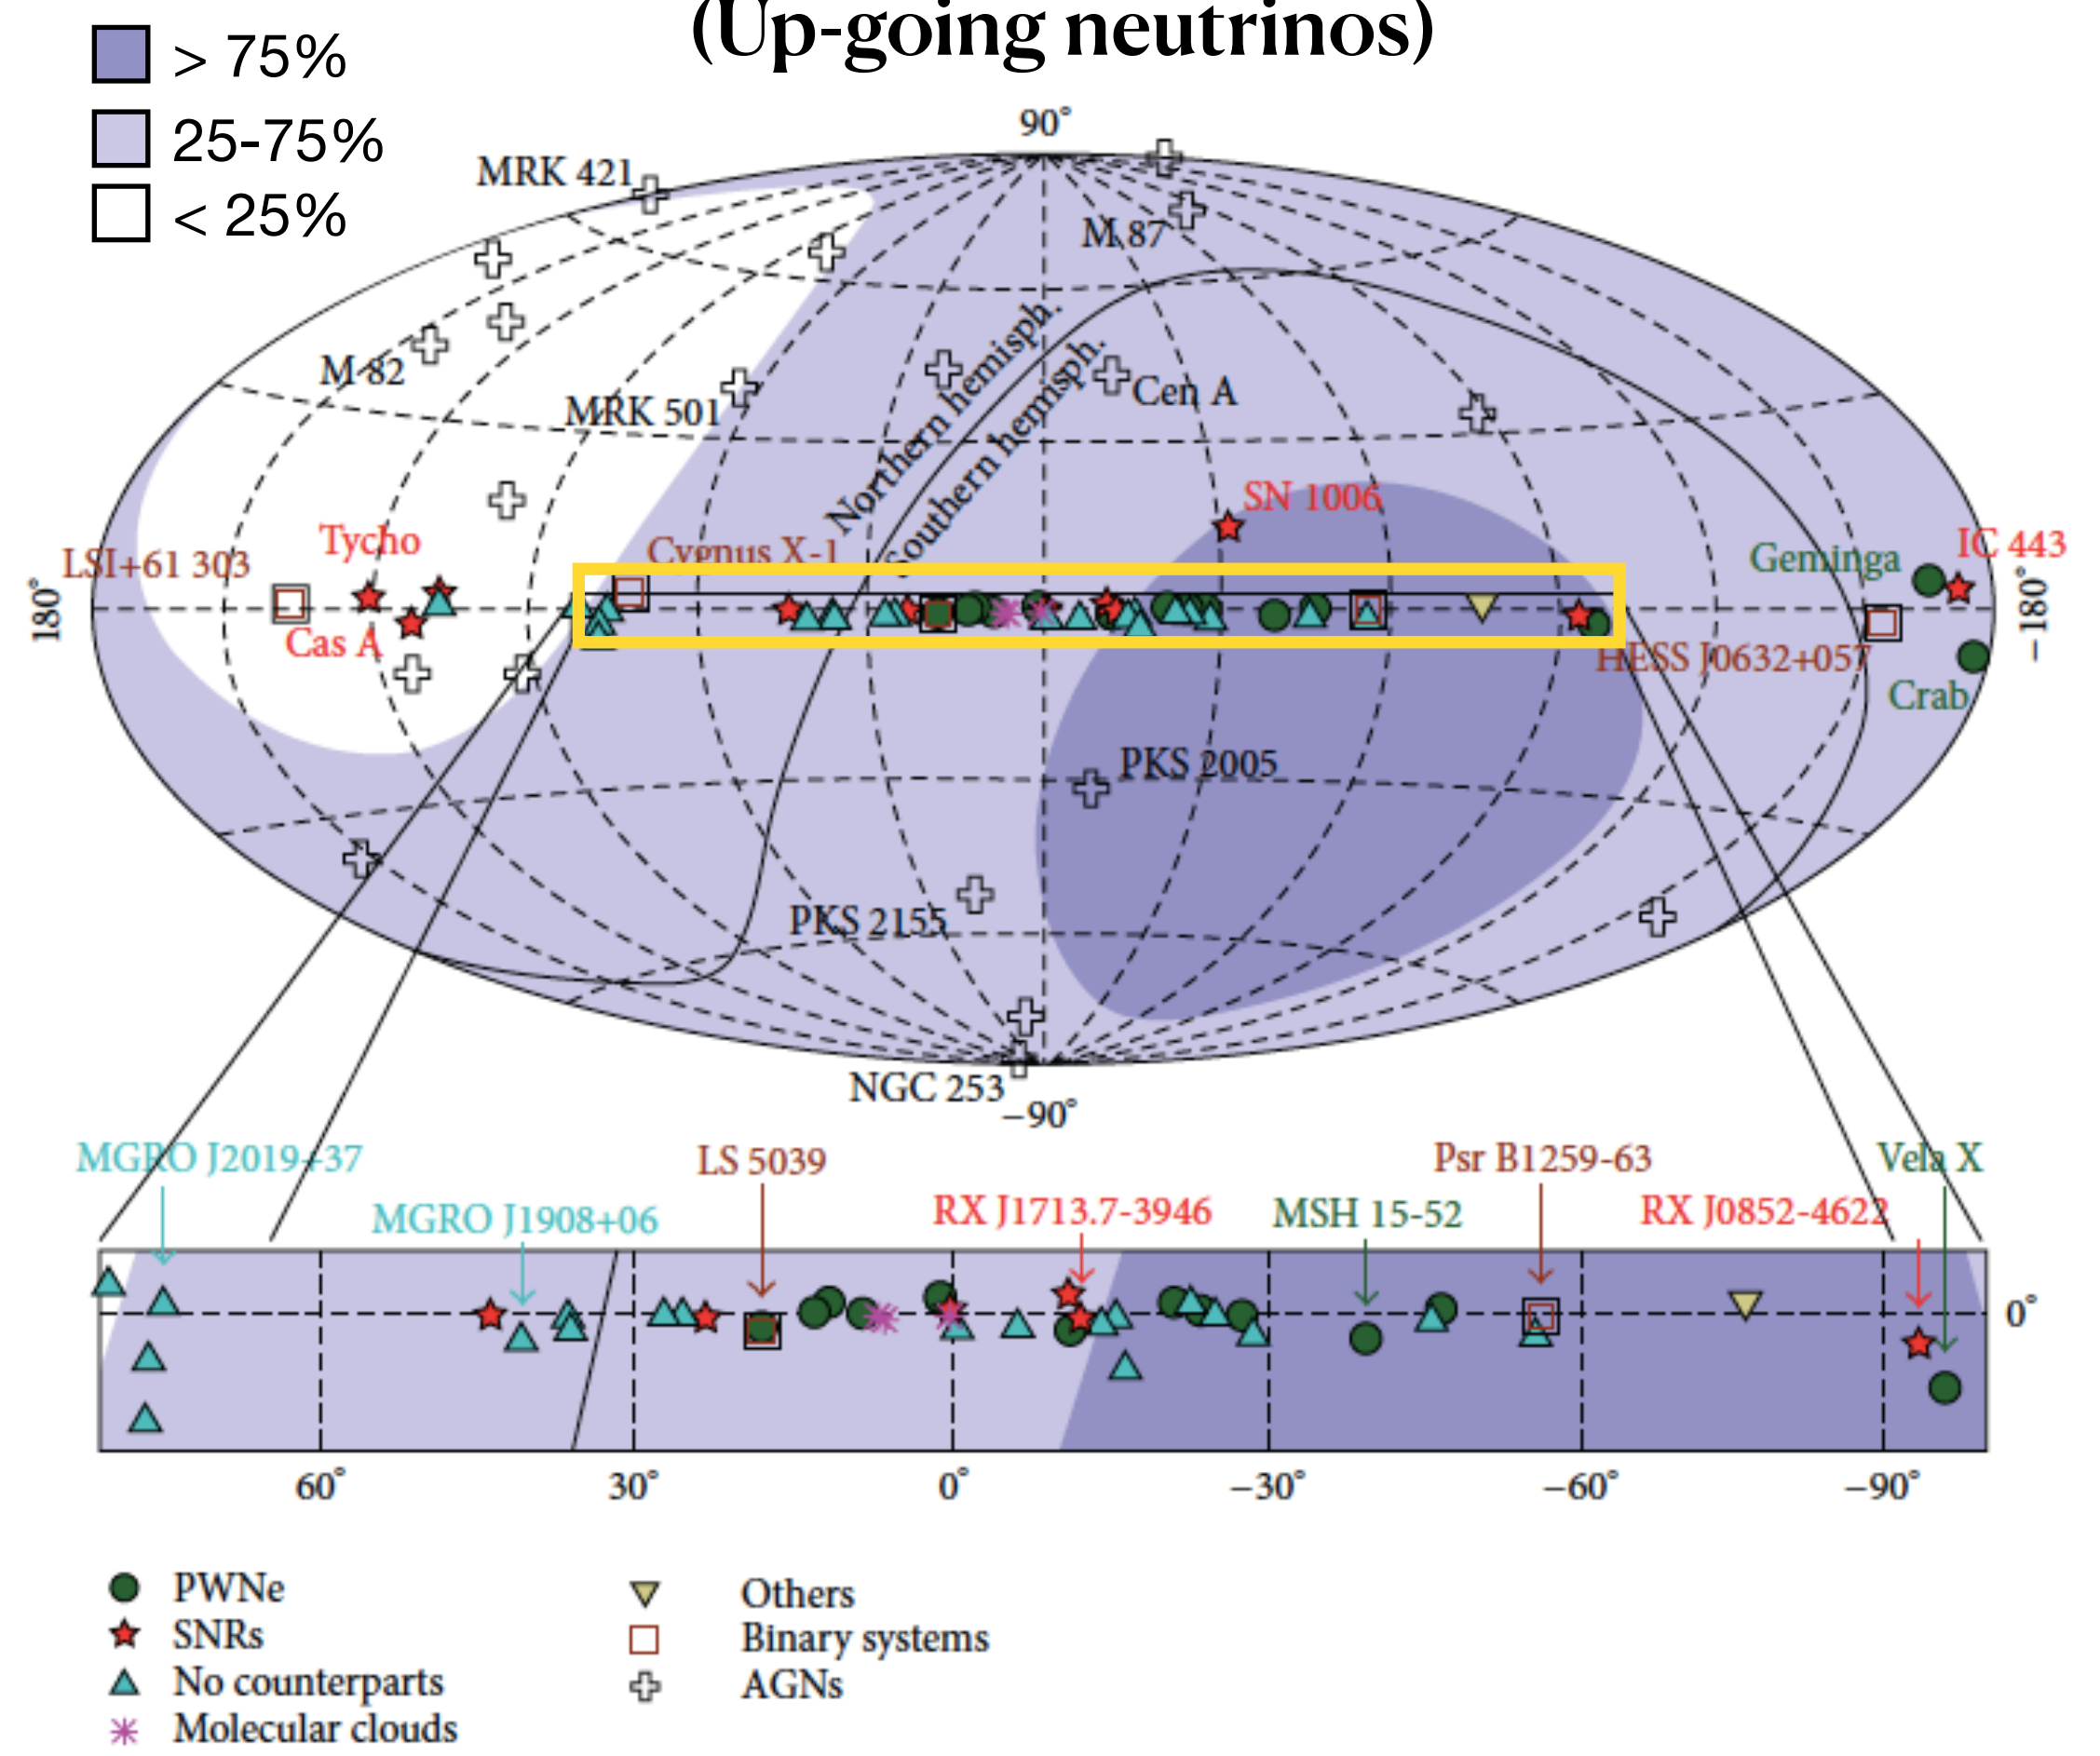 (Up-going neutrinos)
> 75%
25-75%
< 25%
90°
MRK 421
M 87
M 82
MRK 501
Northern hemisph.
Southern hemisph.
Cen A
SN 1006
Tycho
LSI+61 303
Cygnus X-1
Geminga
IC 443
180°
-180°
Cas A
HESS J0632+057
Crab
PKS 2005
PKS 2155
NGC 253
-90°
MGRO J2019+37
LS 5039
Psr B1259-63
Vela X
MGRO J1908+06
RX J1713.7-3946
MSH 15-52
RX J0852-4622
0°
60°
30°
0°
-30°
-60°
-90°
PWNe
SNRs
No counterparts
Molecular clouds
Others
Binary systems
AGNs